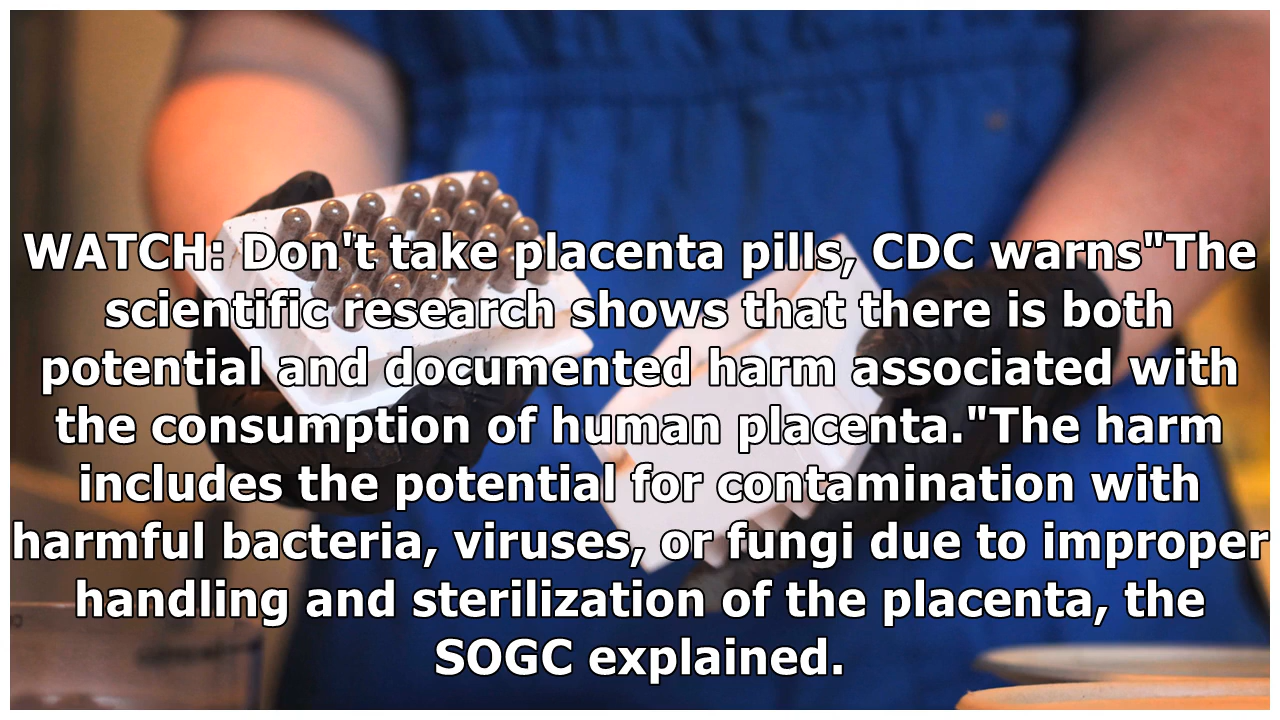 WATCH: Don't take placenta pills, CDC warns"The
scientific research shows that there is both
potential and documented harm associated with
the consumption of human placenta."The harm
includes the potential for contamination with
harmful bacteria, viruses, or fungi due to improper
handling and sterilization of the placenta, the
SOGC explained.